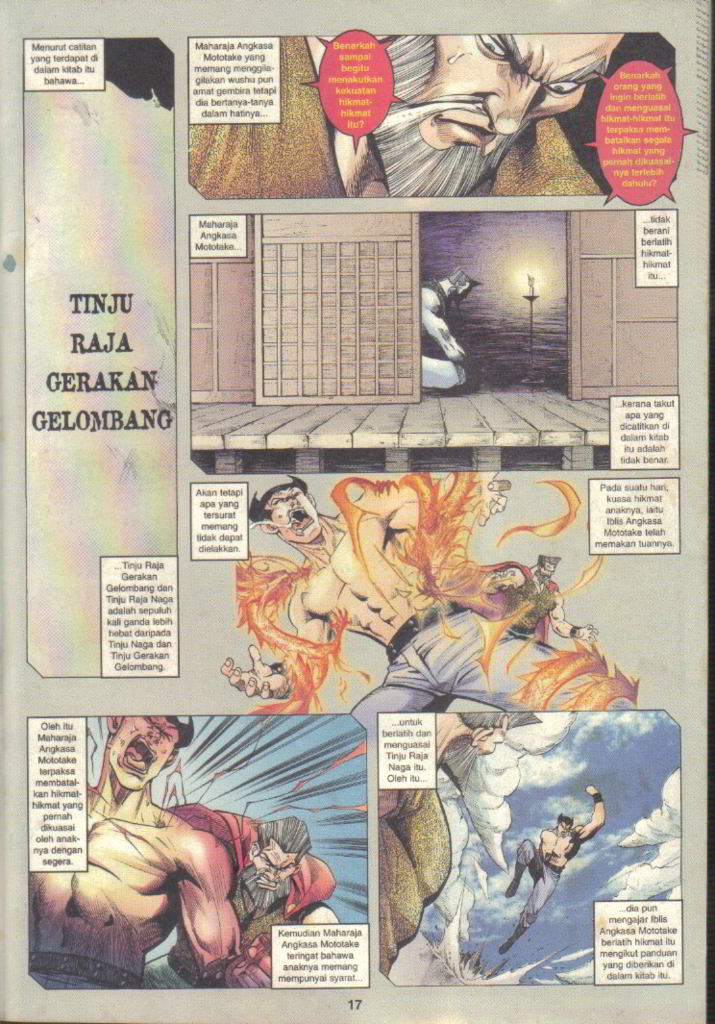 Menurut catitan
yang terdapat di
dalam kitab itu
bahawa...
TINJU
RAJA
GERAKAN
GELOMBANG
...Tinju Raja
Gerakan
Gelombang dan
Tinju Raja Naga
adalah sepuluh
kali ganda lebih
hebat daripada
Tinju Naga dan
Tinju Gerakan
Gelombang.
Maharaja Angkasa
Mototake yang
memang menggila-
gilakan wushu pun
amat gembira tetapi
dia bertanya-tanya
dalam hatinya...
Benarkah
sampai
begitu
menakutkan
kekuatan
hikmat-
hikmat
itu?
Benarkah
orang yang
ingin berlatih
dan menguasai
hikmat-hikmat itu
terpaksa mem-
batalkan segala
hikmat yang
pernah dikuasai-
nya terlebih
dahulu?
Maharaja
Angkasa
Mototake...
...tidak
berani
berlatih
hikmat-
hikmat
itu...
...kerana takut
apa yang
dicatitkan di
dalam kitab
itu adalah
tidak benar.
Akan tetapi
apa yang
tersurat
memang
tidak dapat
dielakkan.
Pada suatu hari,
kuasa hikmat
anaknya, iaitu
Iblis Angkasa
Mototake telah
memakan tuannya.
Oleh itu
Maharaja
Angkasa
Mototake
terpaksa
membatal-
kan hikmat-
hikmat yang
pernah
dikuasai
oleh anak-
nya dengan
segera.
Kemudian Maharaja
Angkasa Mototake
teringat bahawa
anaknya memang
mempunyai syarat...
...untuk
berlatih dan
menguasai
Tinju Raja
Naga itu.
Oleh itu...
...dia pun
mengajar Iblis
Angkasa Mototake
berlatih hikmat itu
mengikut panduan
yang diberikan di
dalam kitab itu.
17